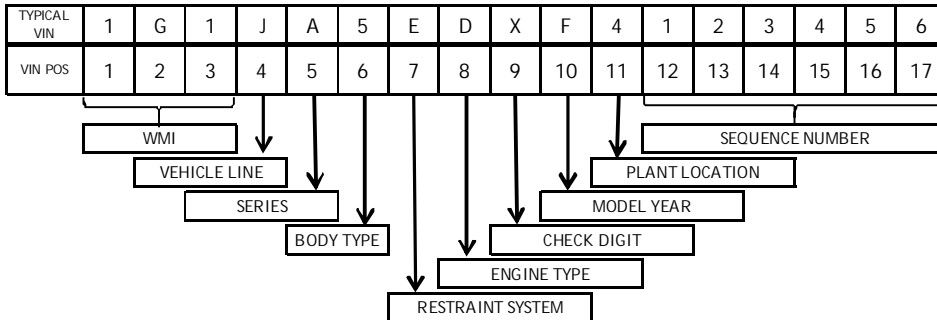 TYPICAL VIN 1 G 1 J A 5 E D X F 4 1 2 3 4 5 6
VIN POS 1 2 3 4 5 6 7 8 9 10 11 12 13 14 15 16 17
WMI SEQUENCE NUMBER
VEHICLE LINE PLANT LOCATION
SERIES MODEL YEAR
BODY TYPE CHECK DIGIT
ENGINE TYPE
RESTRAINT SYSTEM